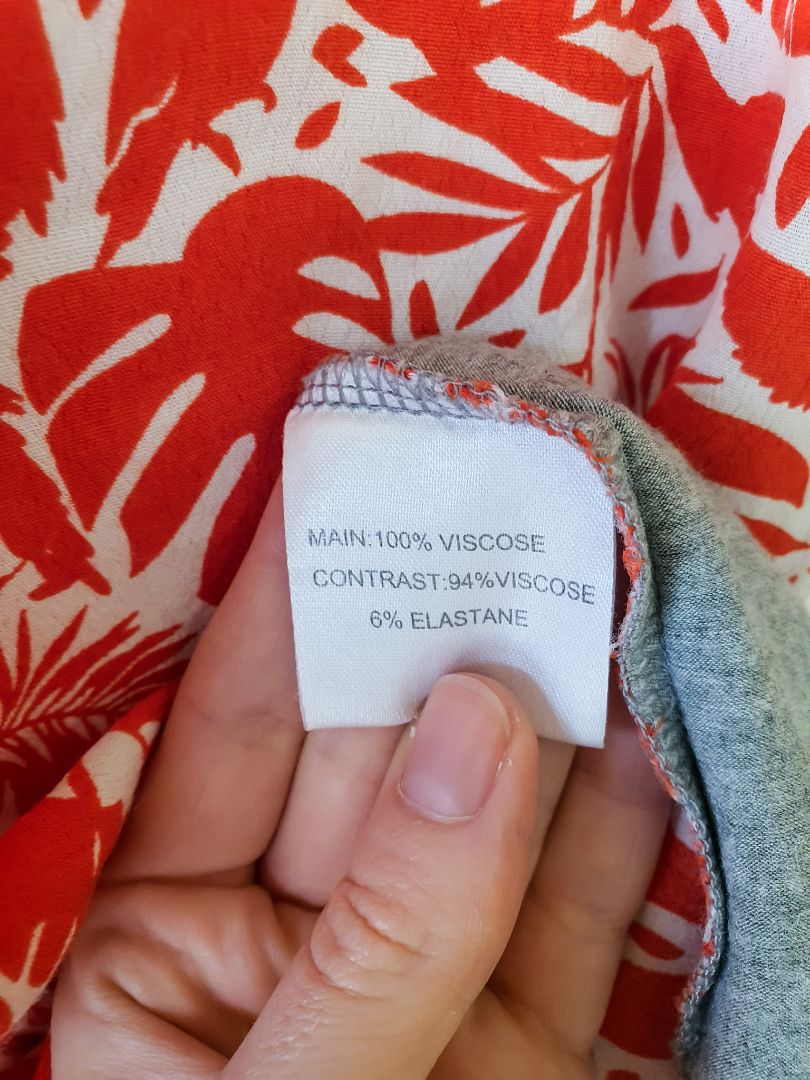 MAIN:100% VISCOSE
CONTRAST:94%VISCOSE
6% ELASTANE